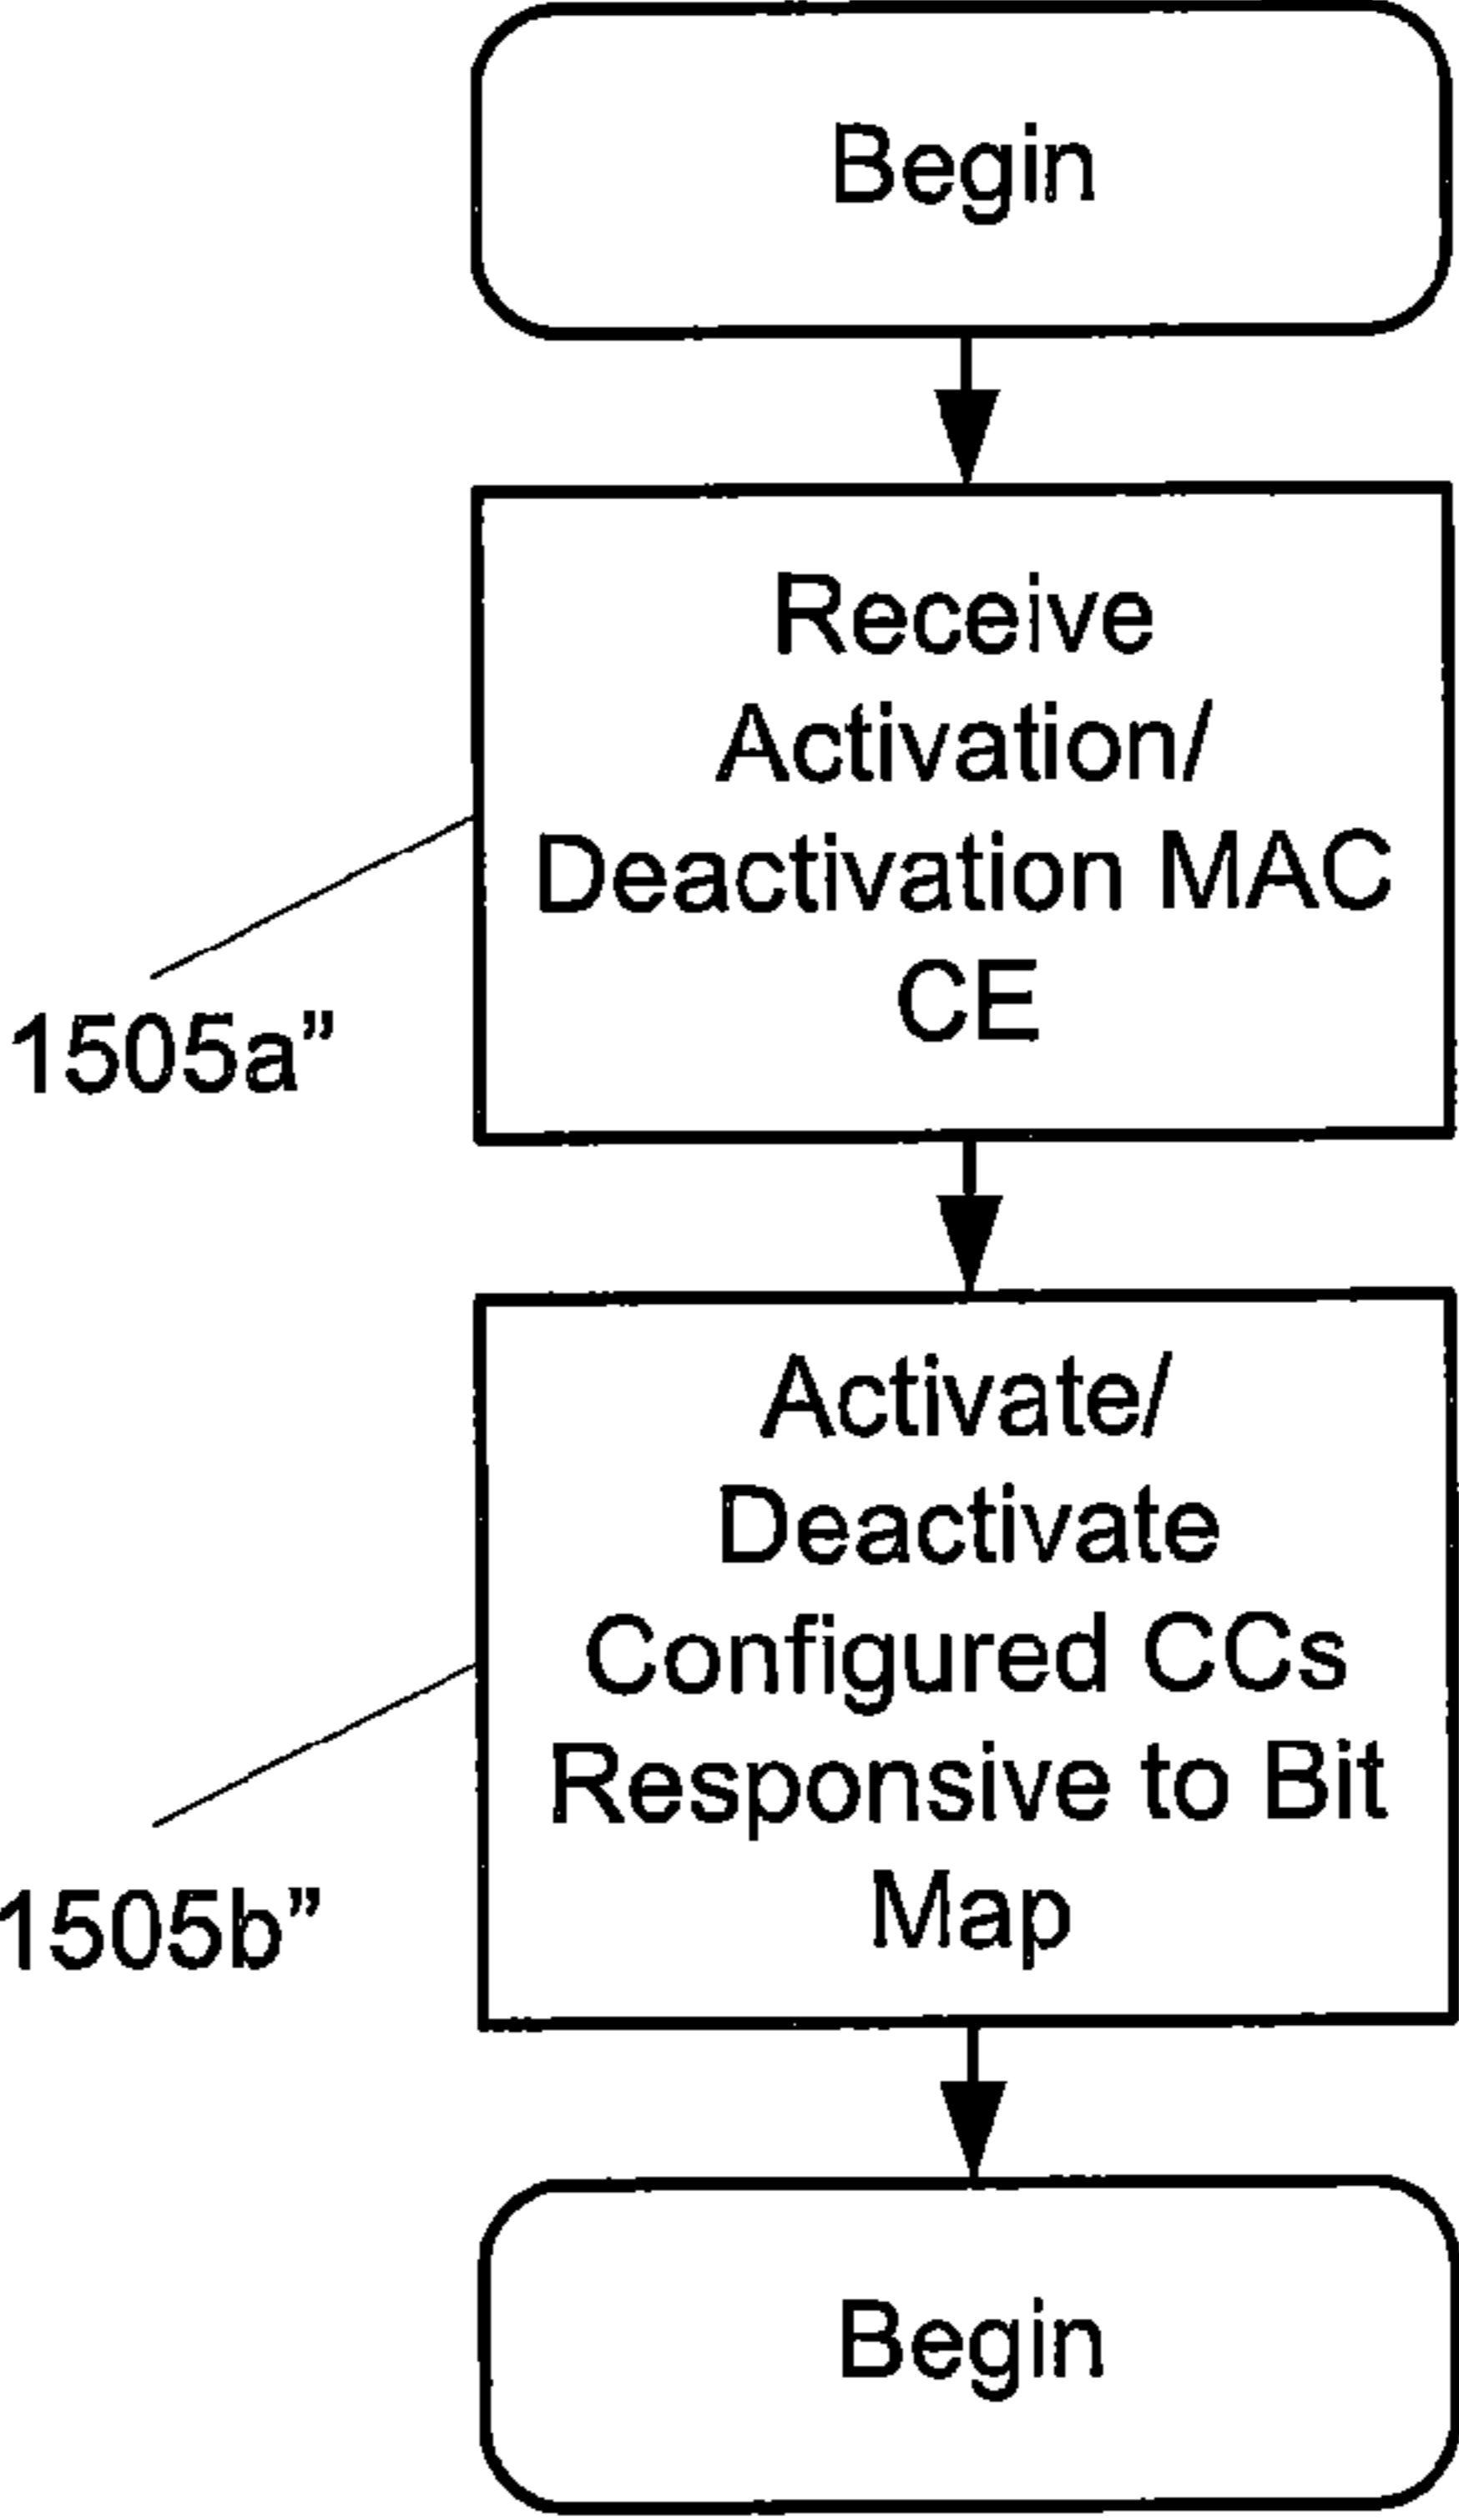 Begin
Receive
Activation/
Deactivation MAC
CE
1505a”
Activate/
Deactivate
Configured CCs
Responsive to Bit
Map
1505b”
Begin